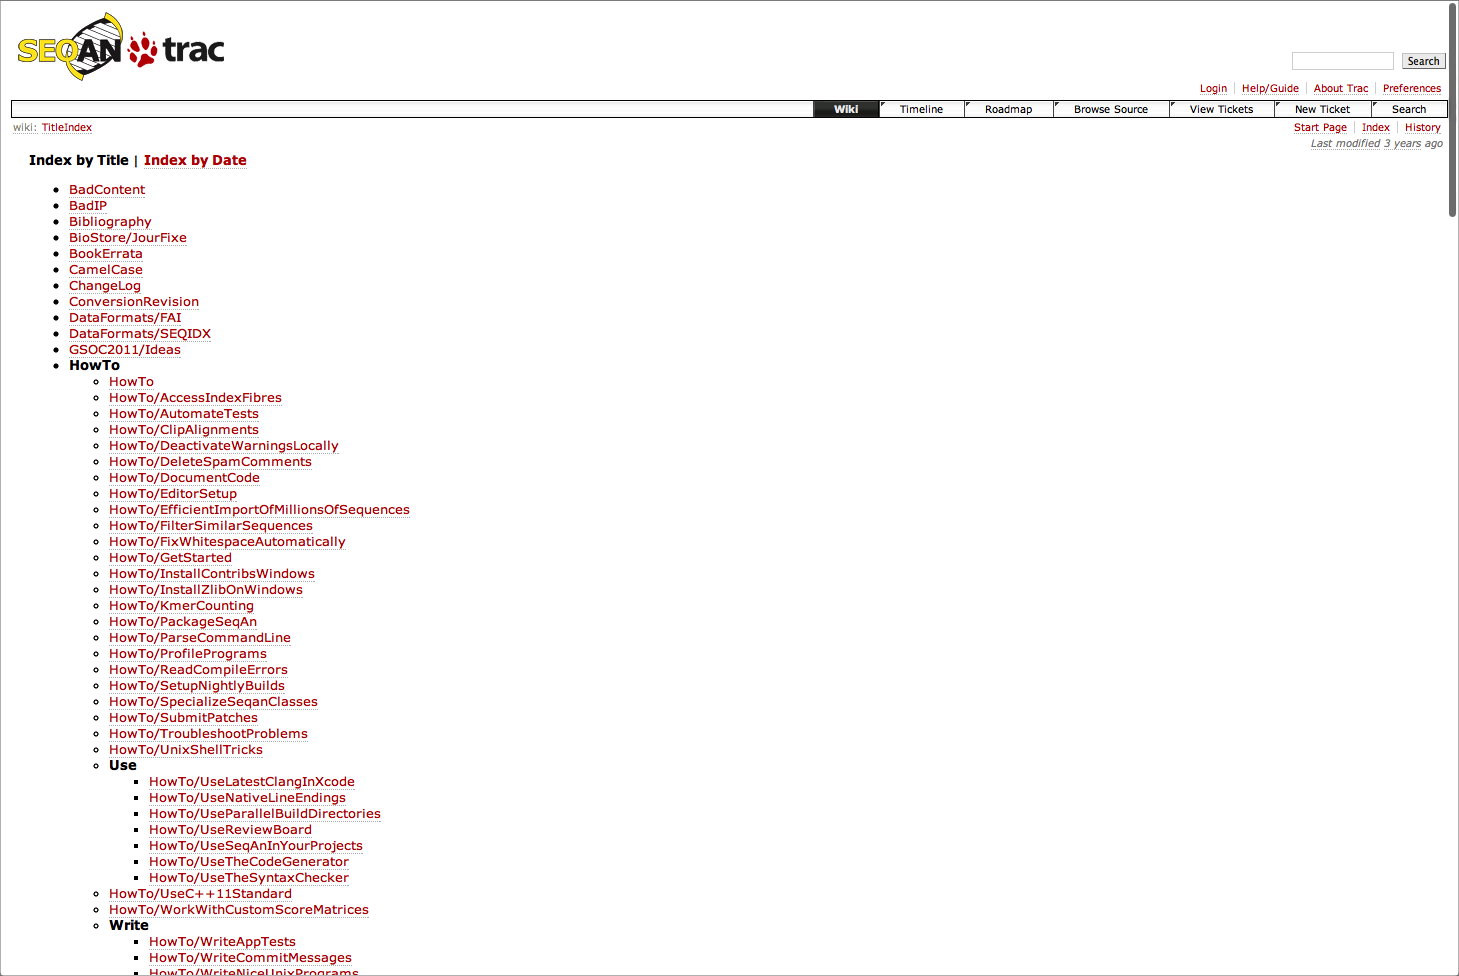 SEQAN trac
Search
Login Help/Guide About Trac Preferences
Wiki Timeline Roadmap Browse Source View Tickets New Ticket Search
wiki: TitleIndex
Start Page Index History
Last modified 3 years ago
Index by Title | Index by Date
BadContent
BadIP
Bibliography
BioStore/JourFixe
BookErrata
CamelCase
ChangeLog
ConversionRevision
DataFormats/FAI
DataFormats/SEQIDX
GSOC2011/Ideas
HowTo
HowTo
HowTo/AccessIndexFibres
HowTo/AutomateTests
HowTo/ClipAlignments
HowTo/DeactivateWarningsLocally
HowTo/DeleteSpamComments
HowTo/DocumentCode
HowTo/EditorSetup
HowTo/EfficientImportOfMillionsOfSequences
HowTo/FilterSimilarSequences
HowTo/FixWhitespaceAutomatically
HowTo/GetStarted
HowTo/InstallContribsWindows
HowTo/InstallZlibOnWindows
HowTo/KmerCounting
HowTo/PackageSeqAn
HowTo/ParseCommandLine
HowTo/ProfilePrograms
HowTo/ReadCompileErrors
HowTo/SetupNightlyBuilds
HowTo/SpecializeSeqanClasses
HowTo/SubmitPatches
HowTo/TroubleshootProblems
HowTo/UnixShellTricks
Use
HowTo/UseLatestClangInXcode
HowTo/UseNativeLineEndings
HowTo/UseParallelBuildDirectories
HowTo/UseReviewBoard
HowTo/UseSeqAnInYourProjects
HowTo/UseTheCodeGenerator
HowTo/UseTheSyntaxChecker
HowTo/UseC++11Standard
HowTo/WorkWithCustomScoreMatrices
Write
HowTo/WriteAppTests
HowTo/WriteCommitMessages
HowTo/WriteNiceUnixPrograms